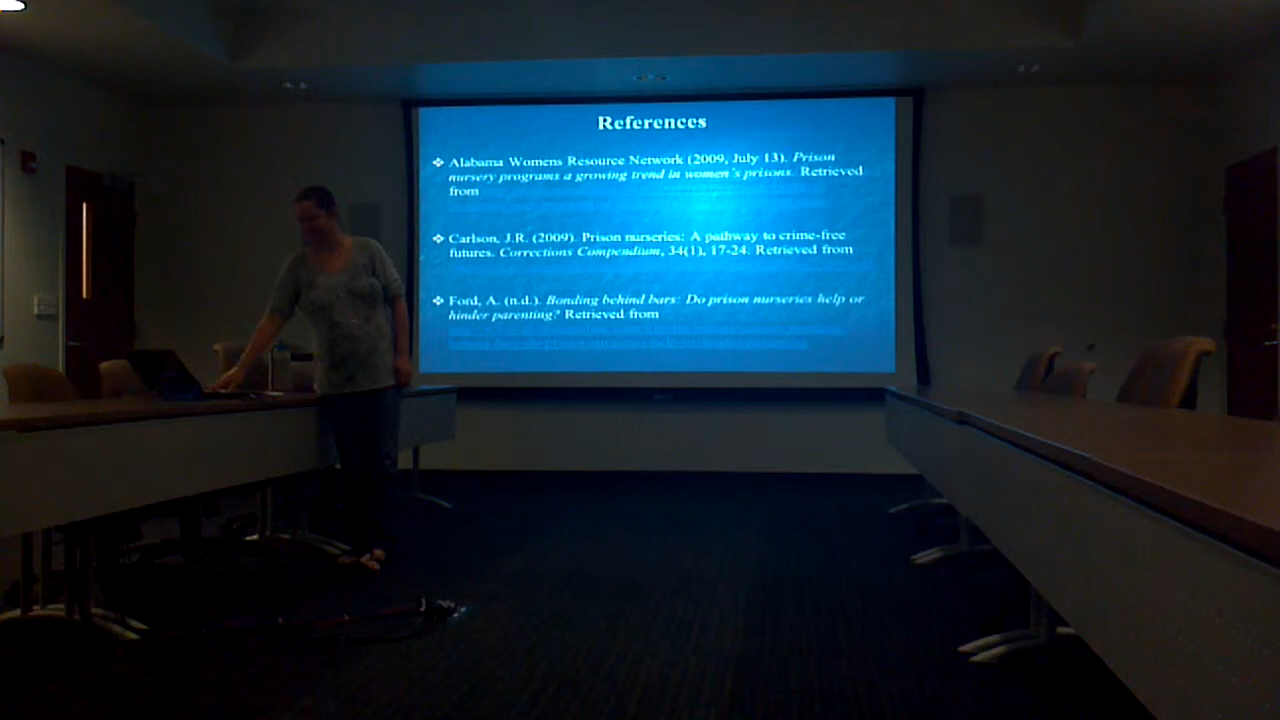 References
❖ Alabama Womens Resource Network (2009, July 13). Prison
nursery programs a growing trend in women's prisons. Retrieved
from
❖ Carlson, J.R. (2009). Prison nurseries: A pathway to crime-free
futures. Corrections Compendium, 34(1), 17-24. Retrieved from
❖ Ford, A. (n.d.). Bonding behind bars: Do prison nurseries help or
hinder parenting? Retrieved from